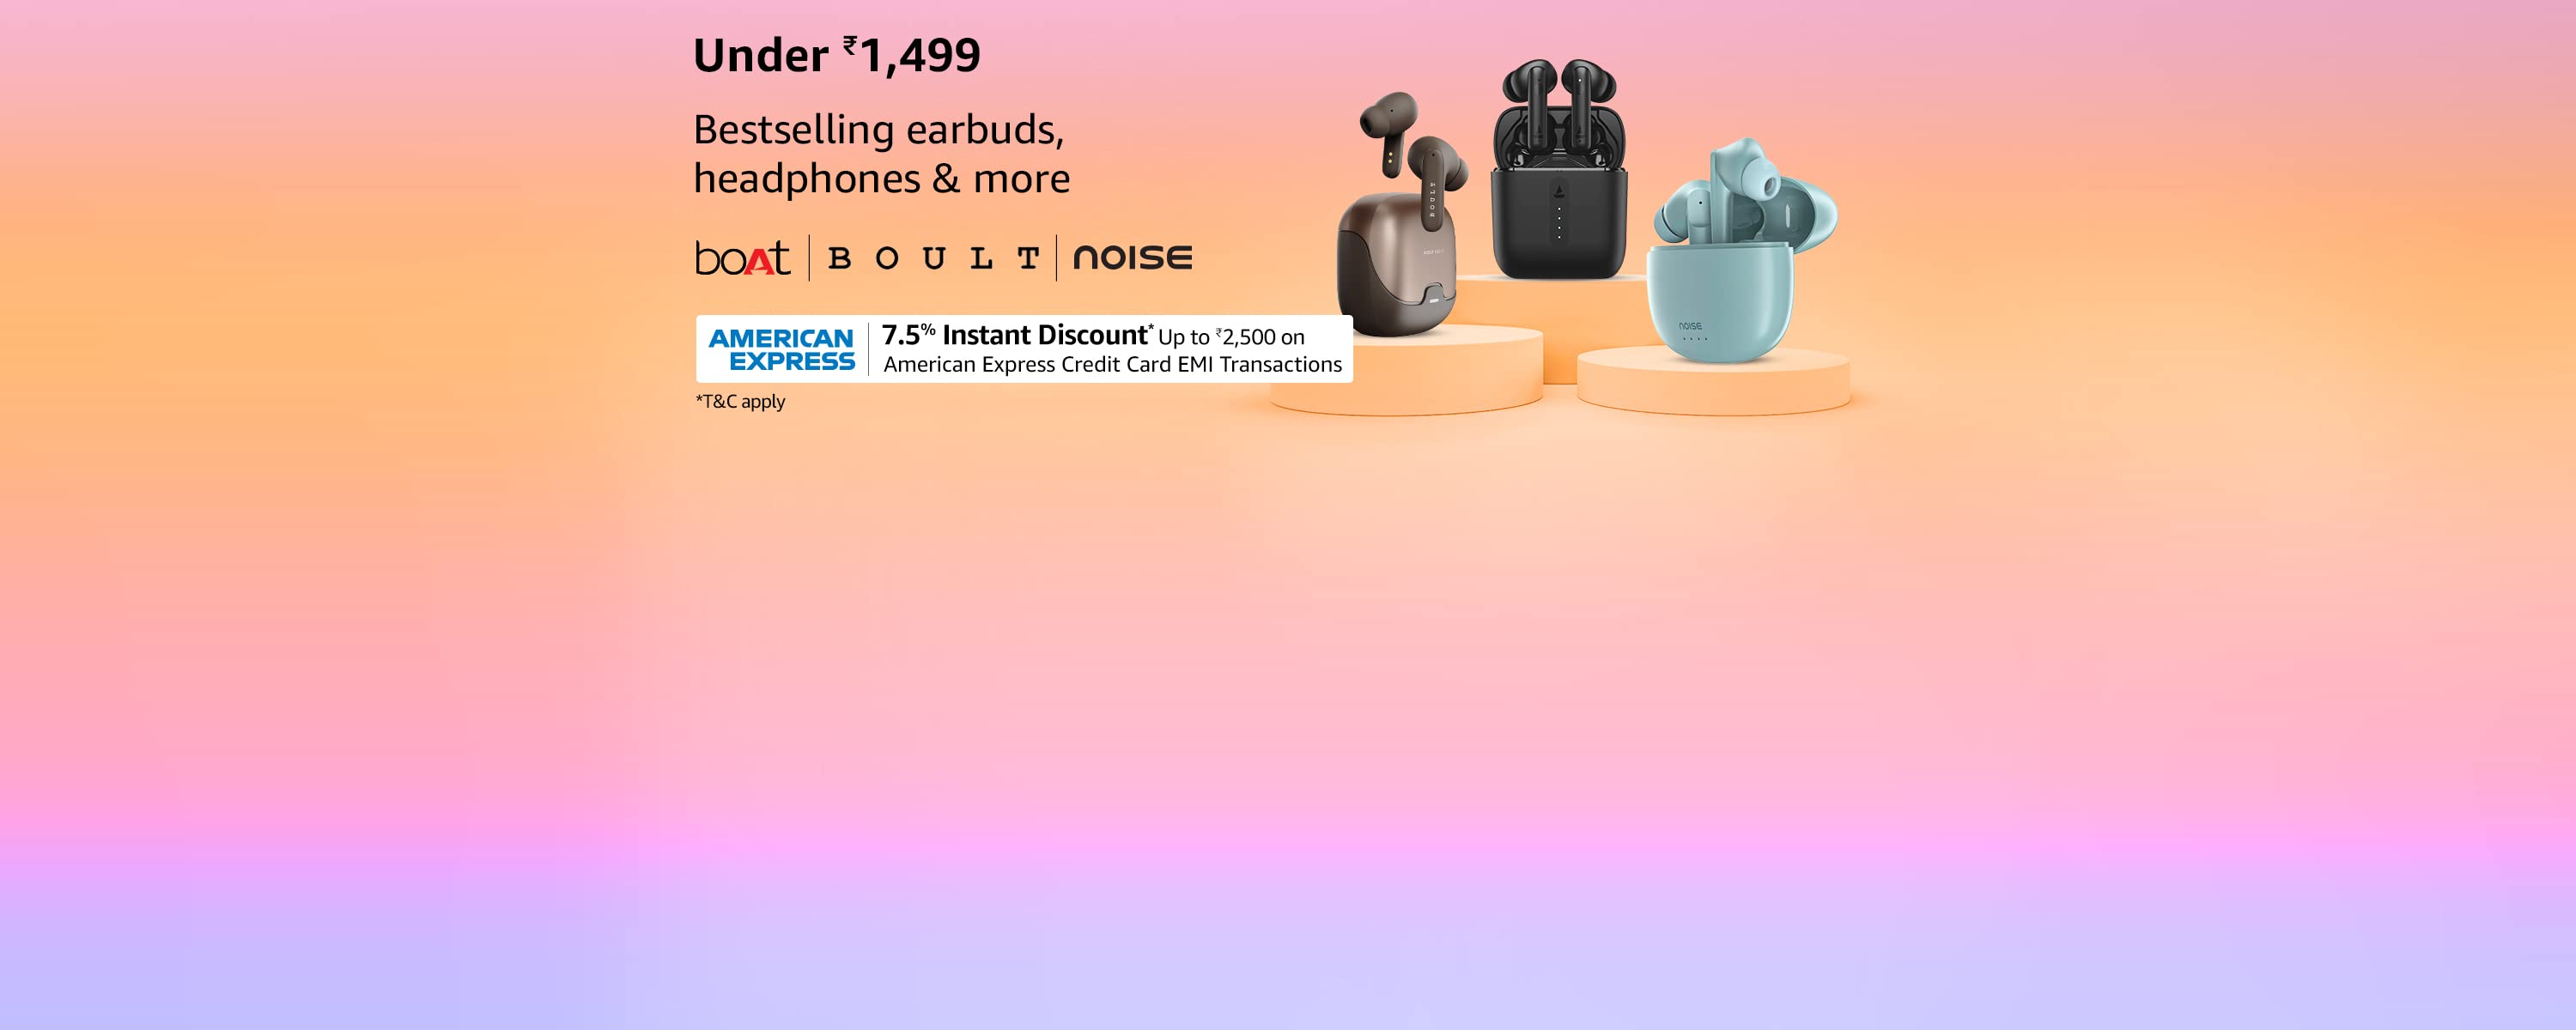 Under ₹1,499
Bestselling earbuds,
headphones & more
boAt | BOULT | NOISE
AMERICAN EXPRESS | 7.5% Instant Discount* Up to ₹2,500 on
American Express Credit Card EMI Transactions
*T&C apply
BOULT
NOISE